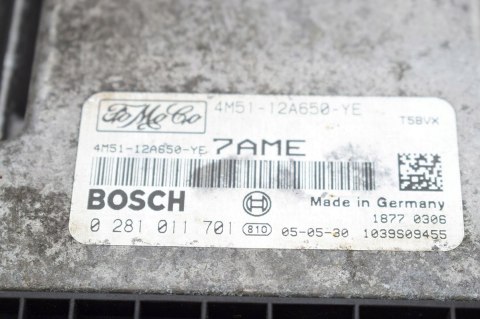 FoMoCo 4M51-12A650-YE
T5BVX
4M51-12A650-YE 7AME
BOSCH
Made in Germany
1877 0306
0 281 011 701 810 05-05-30 1039S09455